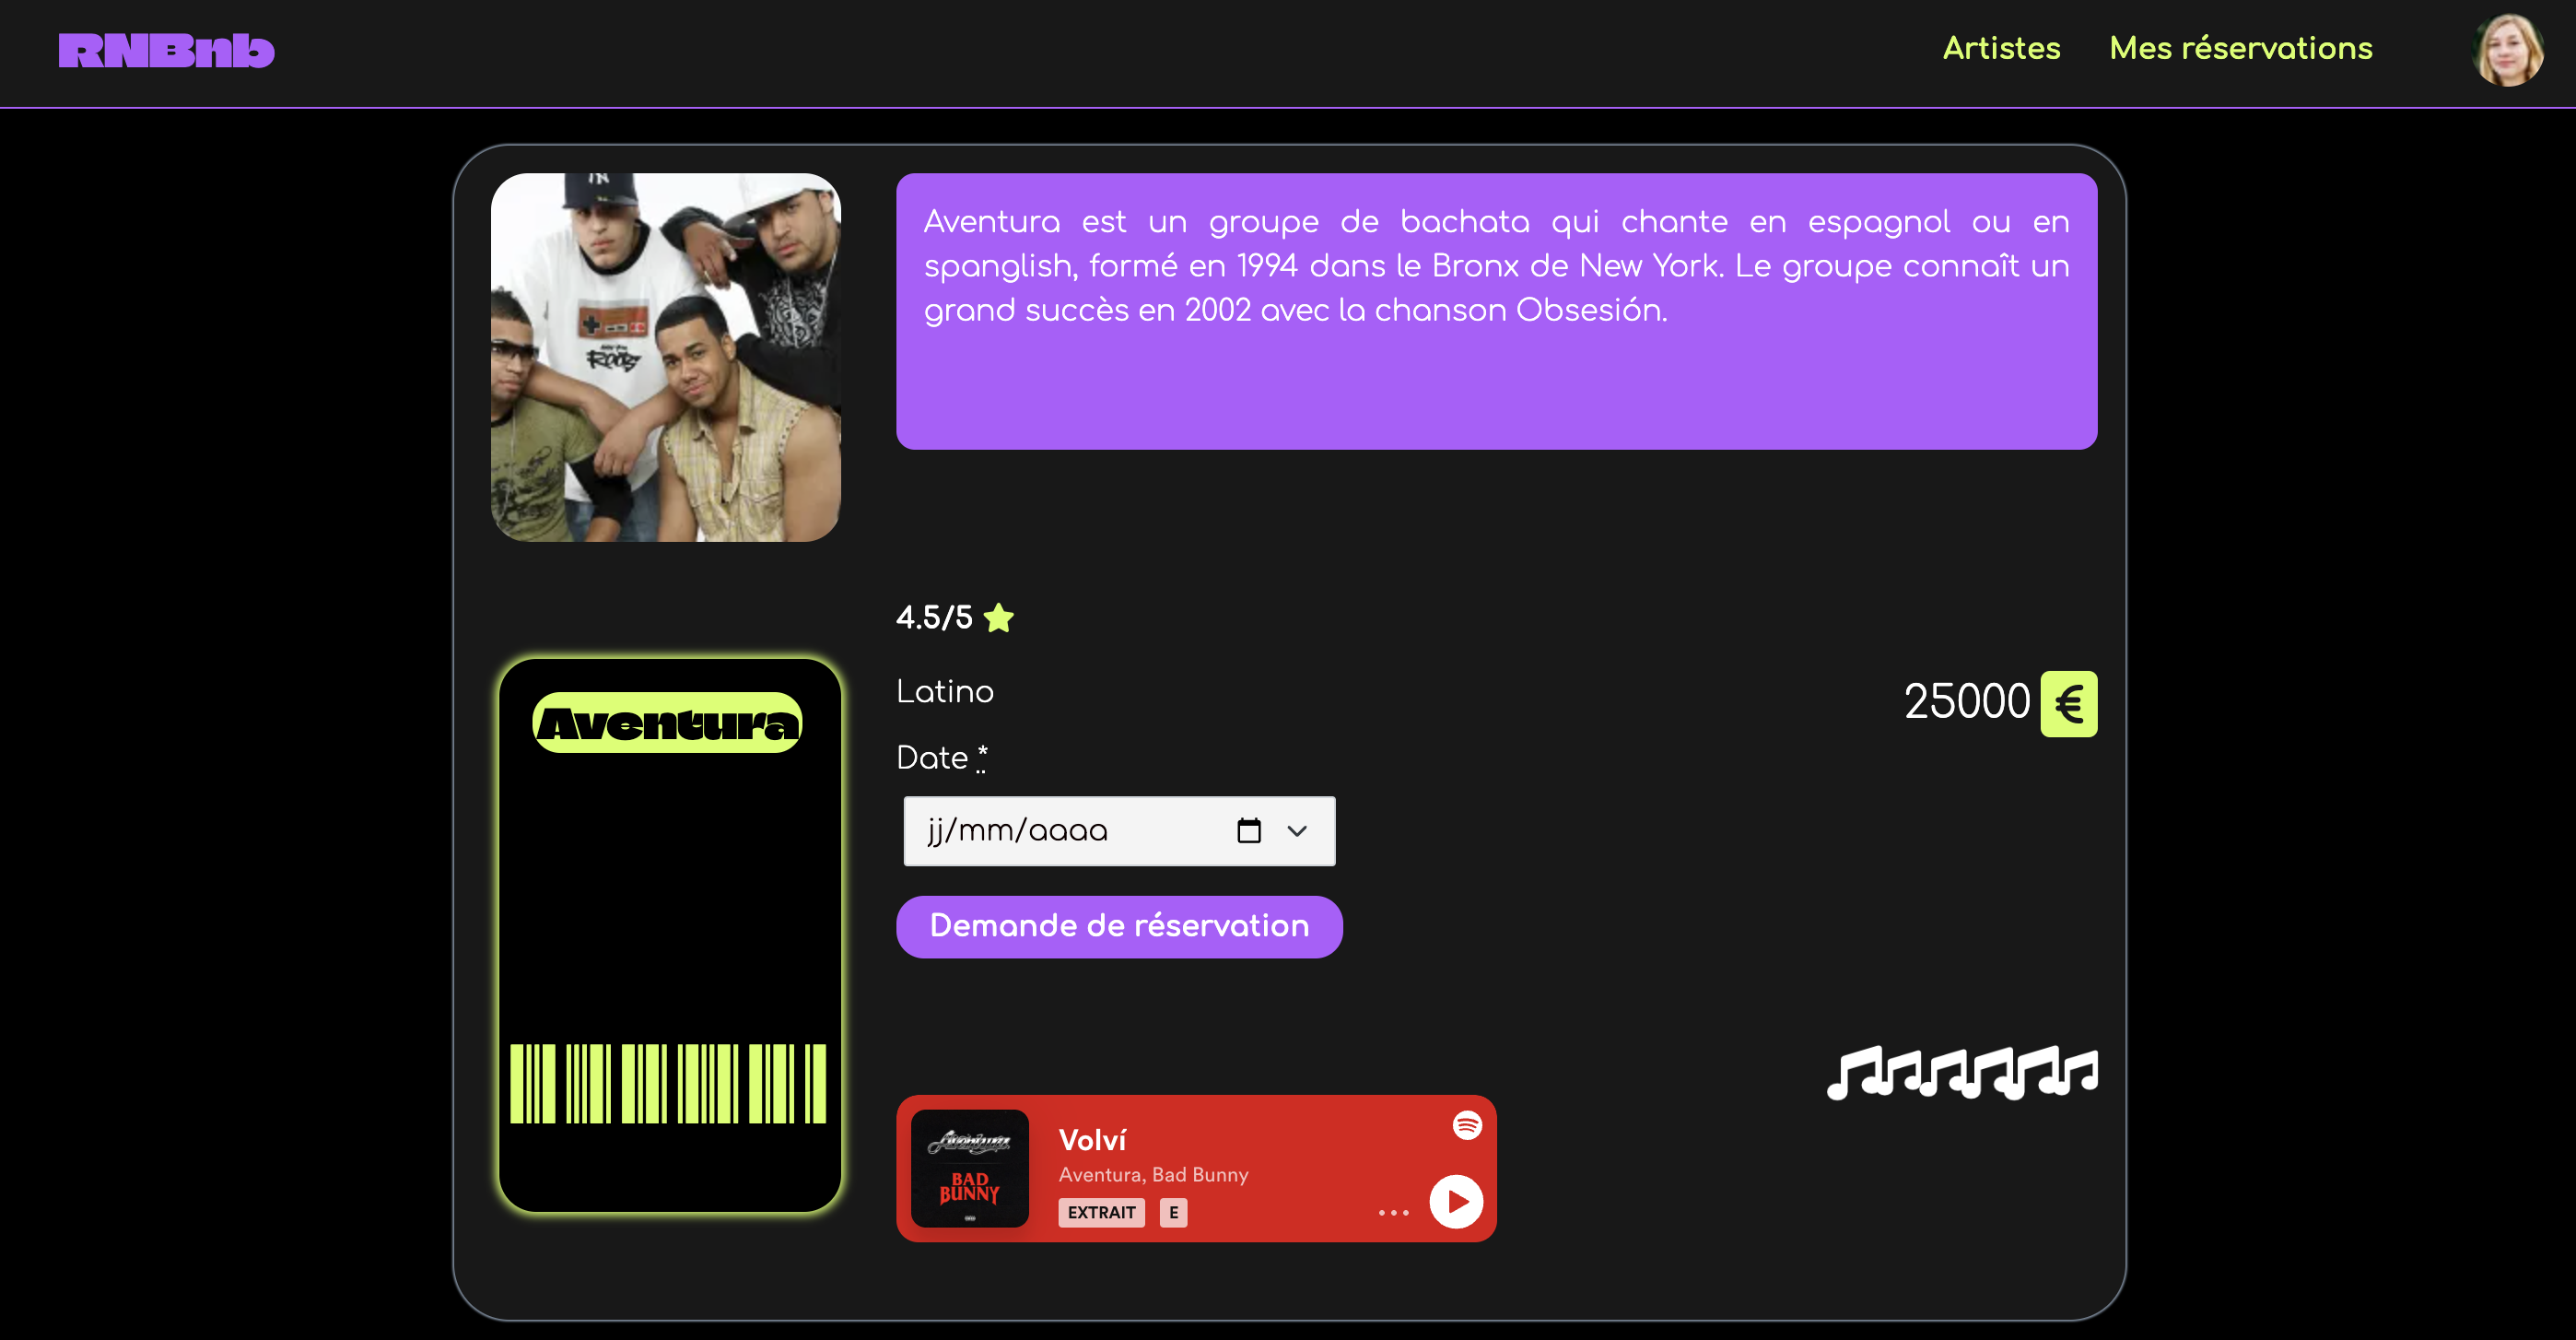 RNBnb
Artistes
Mes réservations
Aventura est un groupe de bachata qui chante en espagnol ou en
spanglish, formé en 1994 dans le Bronx de New York. Le groupe connaît un
grand succès en 2002 avec la chanson Obsesión.
4.5/5
Aventura
Latino
25000 €
Date *
jj/mm/aaaa
Demande de réservation
Volví
Aventura, Bad Bunny
EXTRAIT
E
Aventura
BAD
BUNNY